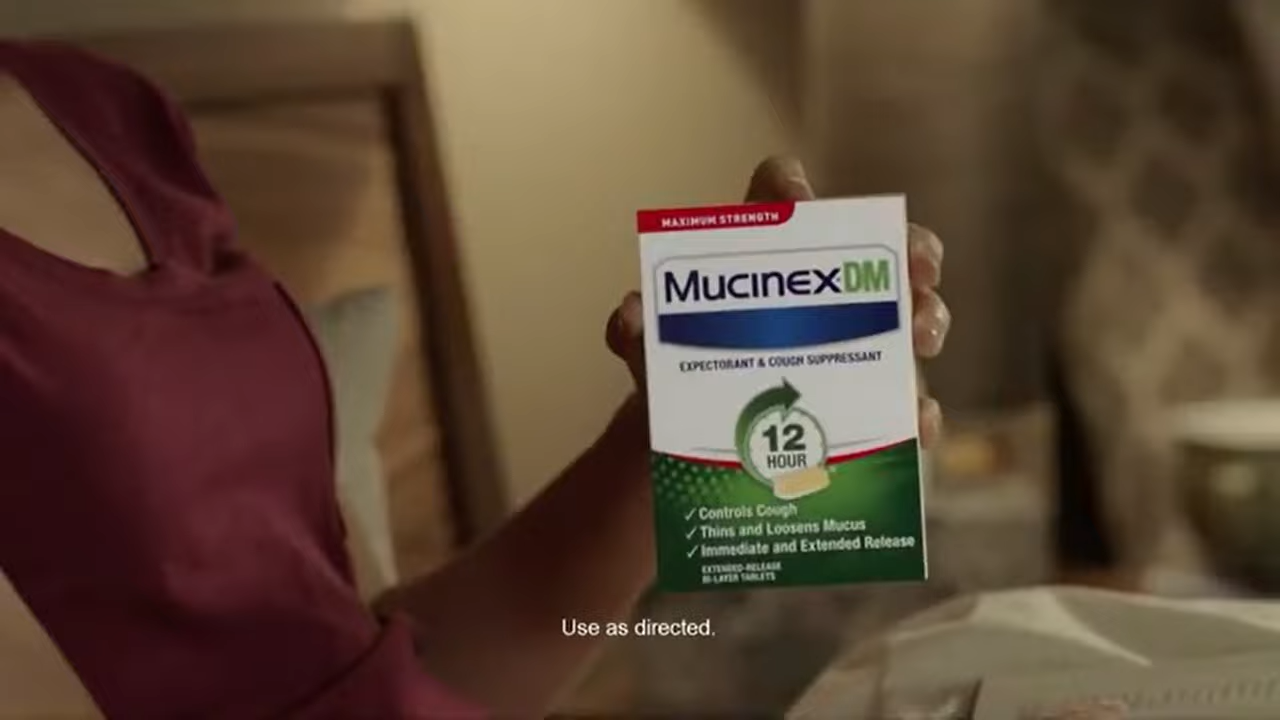 MAXIMUM STRENGTH
MUCINEX DM
EXPECTORANT & COUGH SUPPRESSANT
12
HOUR
✓ Controls Cough
✓ Thins and Loosens Mucus
✓ Immediate and Extended Release
EXTENDED-RELEASE
BI-LAYER TABLETS
Use as directed.